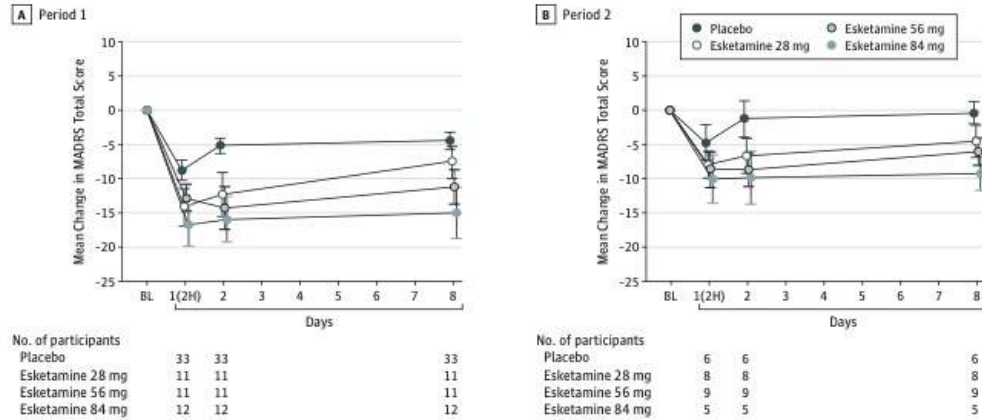 A Period 1
Mean Change in MADRS Total Score
10
5
0
−5
−10
−15
−20
−25
BL 1(2H) 2 3 4 5 6 7 8
Days
No. of participants
Placebo 33 33 33
Esketamine 28 mg 11 11 11
Esketamine 56 mg 11 11 11
Esketamine 84 mg 12 12 12
B Period 2
Placebo Esketamine 56 mg
Esketamine 28 mg Esketamine 84 mg
Mean Change in MADRS Total Score
10
5
0
−5
−10
−15
−20
−25
BL 1(2H) 2 3 4 5 6 7 8
Days
No. of participants
Placebo 6 6 6
Esketamine 28 mg 8 8 8
Esketamine 56 mg 9 9 9
Esketamine 84 mg 5 5 5